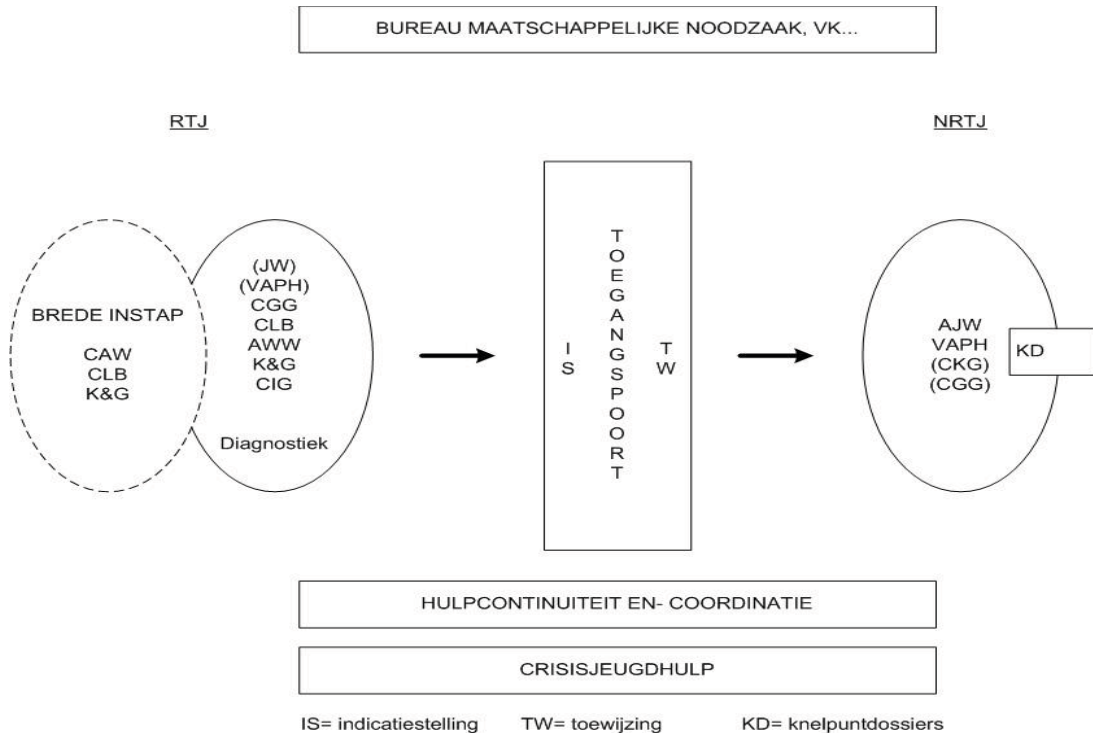 BUREAU MAATSCHAPPELIJKE NOODZAAK, VK...
RTJ
NRTJ
BREDE INSTAP
CAW
CLB
K&G
(JW)
(VAPH)
CGG
CLB
AWW
K&G
CIG
Diagnostiek
IS
TOEGANGSPOORT
TW
AJW
VAPH
(CKG)
(CGG)
KD
HULPCONTINUITEIT EN- COORDINATIE
CRISISJEUGDHULP
IS= indicatiestelling TW= toewijzing KD= knelpuntdossiers